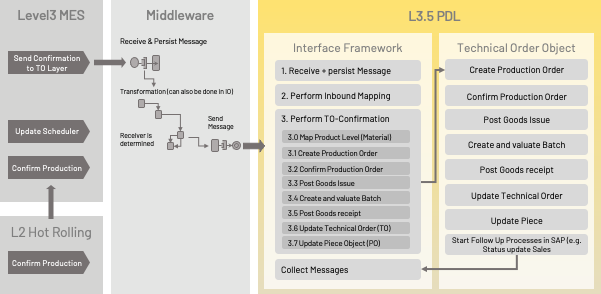 Level3 MES
Send Confirmation
to TO Layer
Update Scheduler
Confirm Production
L2 Hot Rolling
Confirm Production
Middleware
Receive & Persist Message
Transformation (can also be done in IO)
Receiver is
determined
Send
Message
L3.5 PDL
Interface Framework
1. Receive + persist Message
2. Perform Inbound Mapping
3. Perform TO-Confirmation
3.0 Map Product Level (Material)
3.1 Create Production Order
3.2 Confirm Production Order
3.3 Post Goods Issue
3.4 Create and valuate Batch
3.5 Post Goods receipt
3.6 Update Technical Order (TO)
3.7 Update Piece Object (PO)
Collect Messages
Technical Order Object
Create Production Order
Confirm Production Order
Post Goods Issue
Create and valuate Batch
Post Goods receipt
Update Technical Order
Update Piece
Start Follow Up Processes in SAP (e.g.
Status update Sales